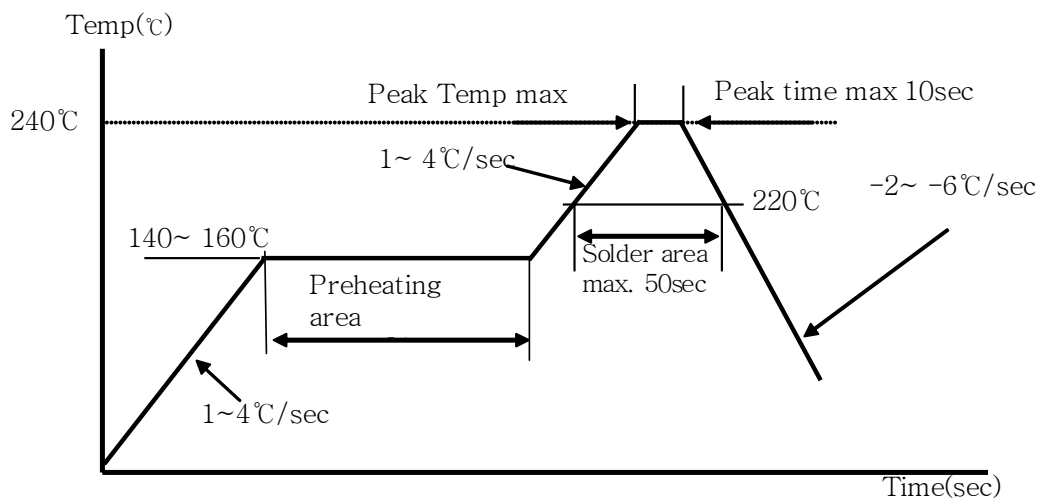 Temp(℃)
Peak Temp max
Peak time max 10sec
240℃
1~ 4℃/sec
-2~ -6℃/sec
220℃
140~ 160℃
Solder area
max. 50sec
Preheating
area
1~4℃/sec
Time(sec)